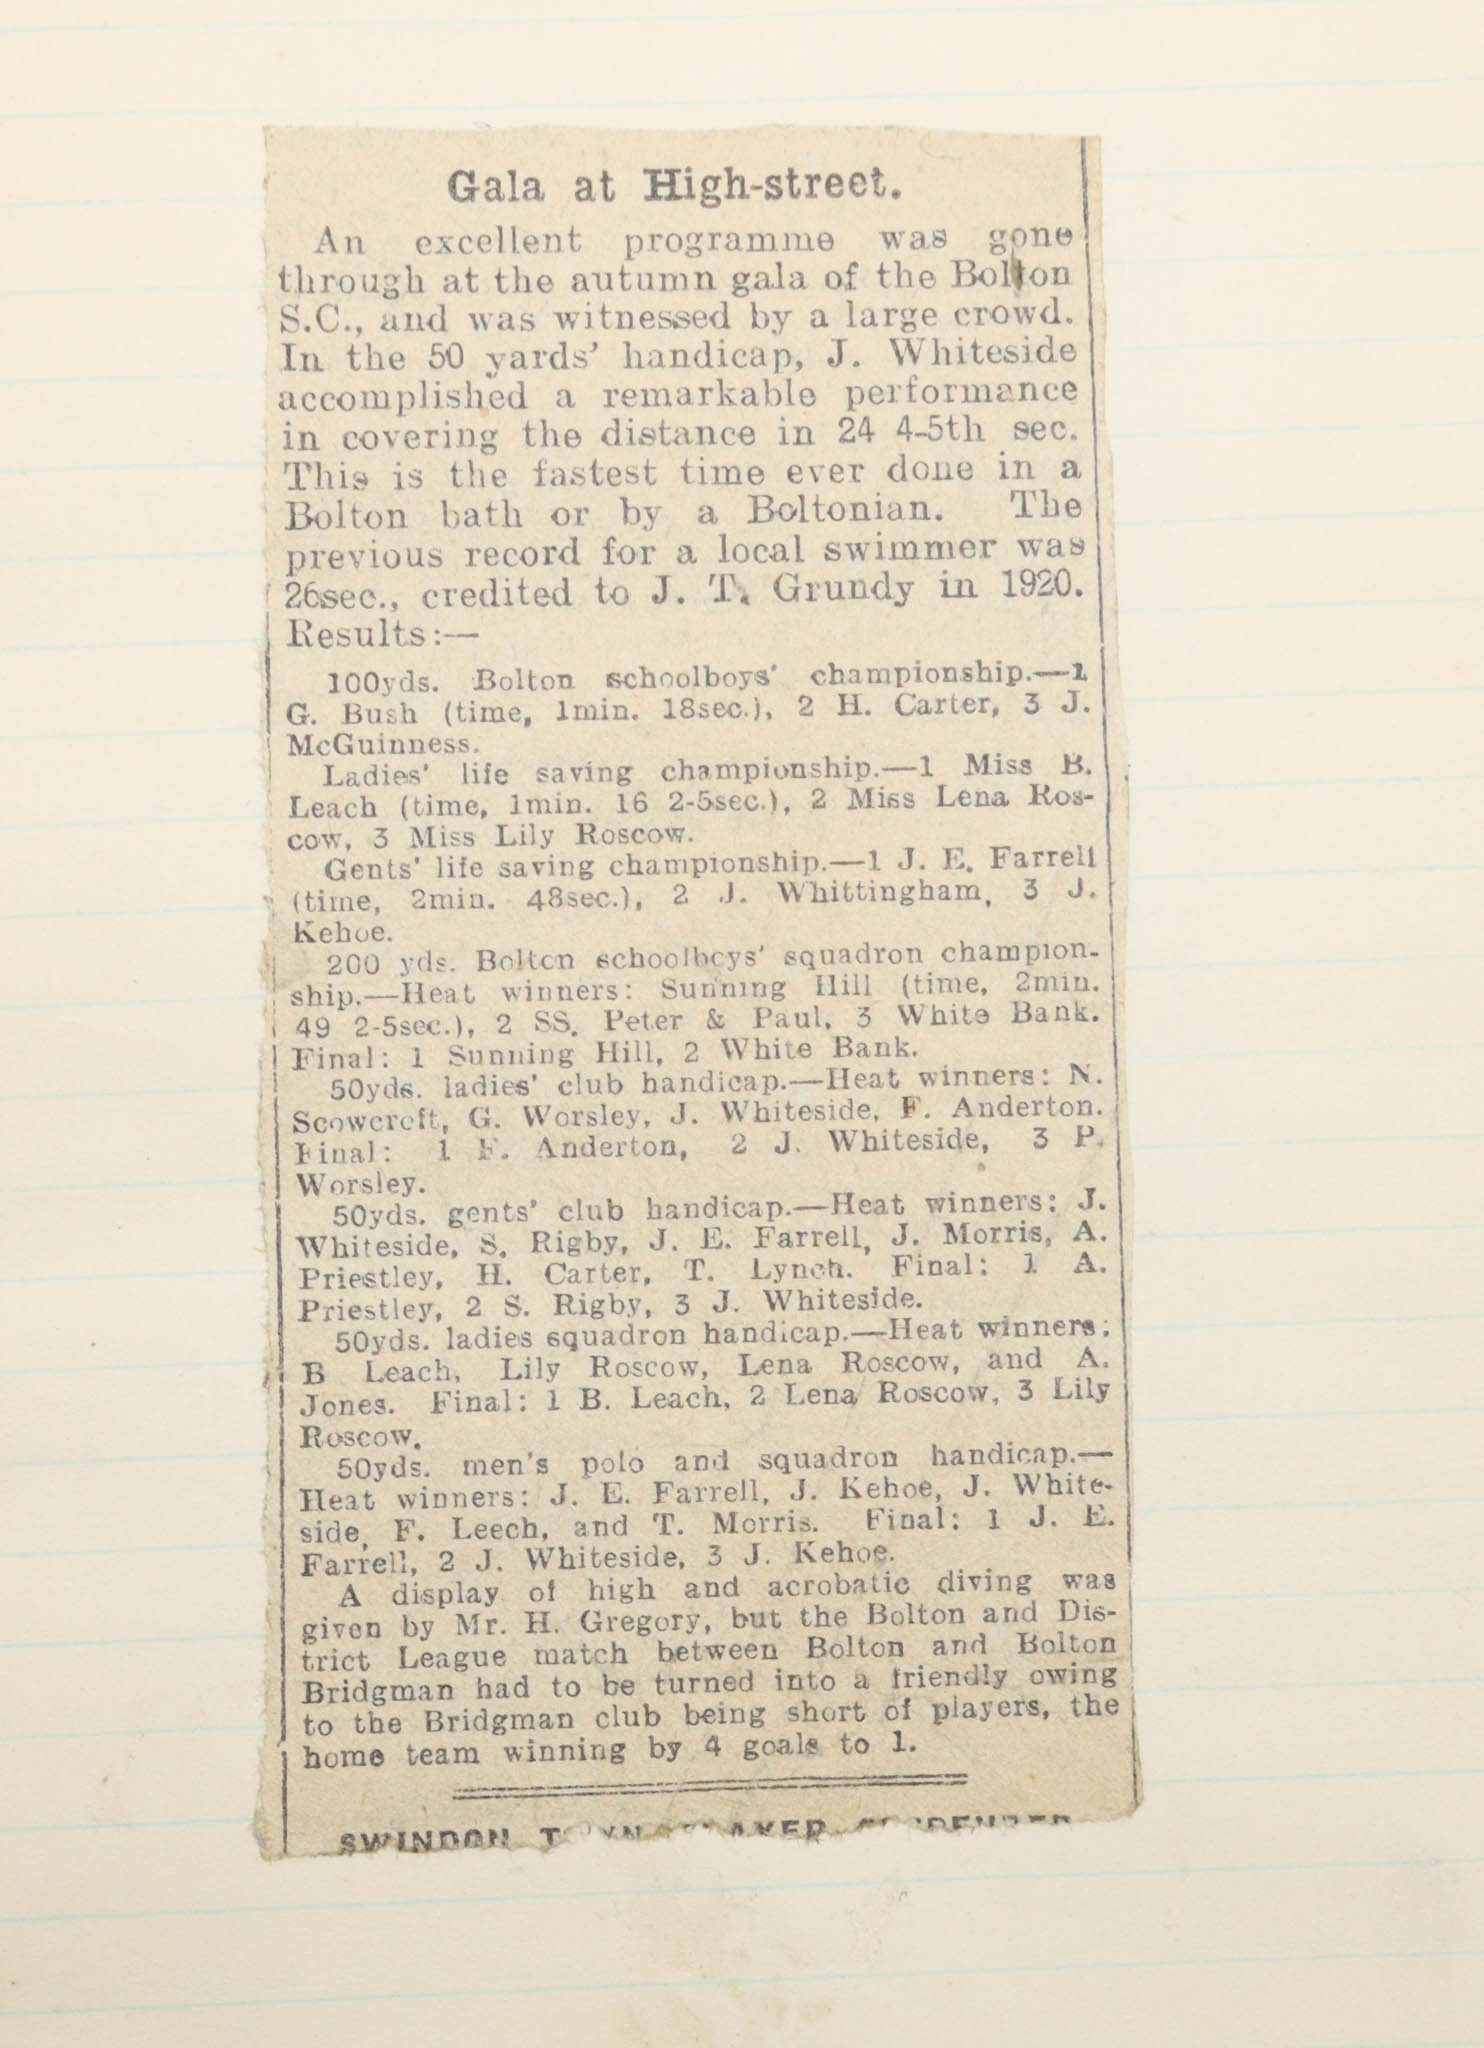 Gala at High-street.
An excellent programme was gone
through at the autumn gala of the Bolton
S.C., and was witnessed by a large crowd.
In the 50 yards' handicap, J. Whiteside
accomplished a remarkable performance
in covering the distance in 24 4-5th sec.
This is the fastest time ever done in a
Bolton bath or by a Boltonian. The
previous record for a local swimmer was
26sec., credited to J. T. Grundy in 1920.
Results:—
100yds. Bolton schoolboys' championship.—1
G. Bush (time, 1min. 18sec.), 2 H. Carter, 3 J.
McGuinness.
Ladies' life saving championship.—1 Miss B.
Leach (time, 1min. 16 2-5sec.), 2 Miss Lena Ros-
cow, 3 Miss Lily Roscow.
Gents' life saving championship.—1 J. E. Farrell
(time, 2min. 48sec.), 2 J. Whittingham, 3 J.
Kehoe.
200 yds. Bolton schoolboys' squadron champion-
ship.—Heat winners: Sunning Hill (time, 2min.
49 2-5sec.), 2 SS. Peter & Paul, 3 White Bank.
Final: 1 Sunning Hill, 2 White Bank.
50yds. ladies' club handicap.—Heat winners: N.
Scowcroft, G. Worsley, J. Whiteside, F. Anderton.
Final: 1 F. Anderton, 2 J. Whiteside, 3 P.
Worsley.
50yds. gents' club handicap.—Heat winners: J.
Whiteside, S. Rigby, J. E. Farrell, J. Morris, A.
Priestley, H. Carter, T. Lynch. Final: 1 A.
Priestley, 2 S. Rigby, 3 J. Whiteside.
50yds. ladies squadron handicap.—Heat winners:
B Leach, Lily Roscow, Lena Roscow, and A.
Jones. Final: 1 B. Leach, 2 Lena Roscow, 3 Lily
Roscow.
50yds. men's polo and squadron handicap.—
Heat winners: J. E. Farrell, J. Kehoe, J. White-
side, F. Leech, and T. Morris. Final: 1 J. E.
Farrell, 2 J. Whiteside, 3 J. Kehoe.
A display of high and acrobatic diving was
given by Mr. H. Gregory, but the Bolton and Dis-
trict League match between Bolton and Bolton
Bridgman had to be turned into a friendly owing
to the Bridgman club being short of players, the
home team winning by 4 goals to 1.
SWINDON